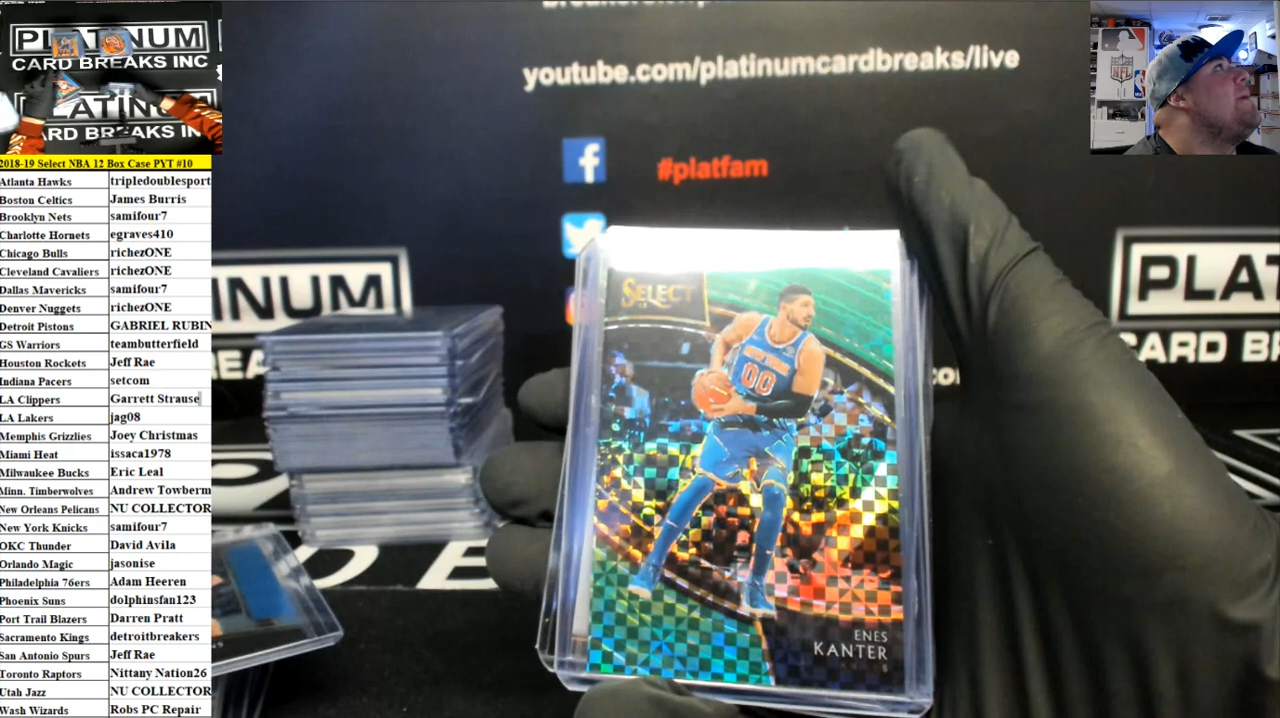 PLATINUM
CARD BREAKS INC
PLATINUM
CARD BREAKS INC
2018-19 Select NBA 12 Box Case PYT #10
Atlanta Hawks tripledoublesport
Boston Celtics James Burris
Brooklyn Nets samifour7
Charlotte Hornets egraves410
Chicago Bulls richezONE
Cleveland Cavaliers richezONE
Dallas Mavericks samifour7
Denver Nuggets richezONE
Detroit Pistons GABRIEL RUBIN
GS Warriors teambutterfield
Houston Rockets Jeff Rae
Indiana Pacers setcom
LA Clippers Garrett Strause
LA Lakers jag08
Memphis Grizzlies Joey Christmas
Miami Heat issaca1978
Milwaukee Bucks Eric Leal
Minn. Timberwolves Andrew Towberm
New Orleans Pelicans NU COLLECTOR
New York Knicks samifour7
OKC Thunder David Avila
Orlando Magic jasonise
Philadelphia 76ers Adam Heeren
Phoenix Suns dolphinsfan123
Port Trail Blazers Darren Pratt
Sacramento Kings detroitbreakers
San Antonio Spurs Jeff Rae
Toronto Raptors Nittany Nation26
Utah Jazz NU COLLECTOR
Wash Wizards Robs PC Repair
youtube.com/platinumcardbreaks/live
f
#platfam
INUM
PLAT
CARD B
REA
SELECT
NEW YORK
00
ENES
KANTER
NFL